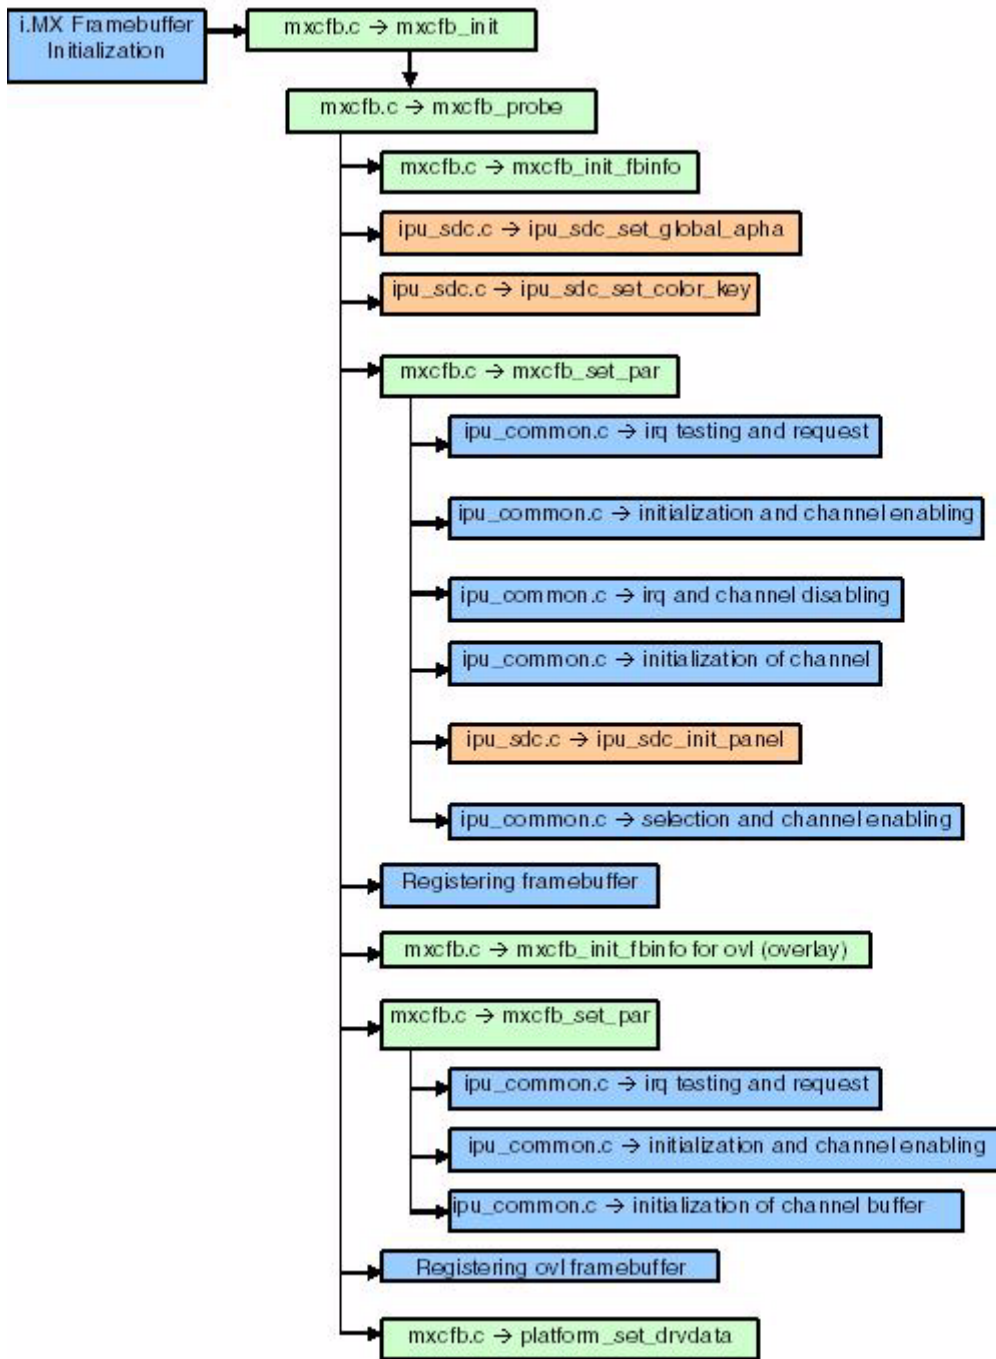 i.MX Framebuffer
Initialization
mxcfb.c → mxcfb_init
mxcfb.c → mxcfb_probe
mxcfb.c → mxcfb_init_fbinfo
ipu_sdc.c → ipu_sdc_set_global_apha
ipu_sdc.c → ipu_sdc_set_color_key
mxcfb.c → mxcfb_set_par
ipu_common.c → irq testing and request
ipu_common.c → initialization and channel enabling
ipu_common.c → irq and channel disabling
ipu_common.c → initialization of channel
ipu_sdc.c → ipu_sdc_init_panel
ipu_common.c → selection and channel enabling
Registering framebuffer
mxcfb.c → mxcfb_init_fbinfo for ovl (overlay)
mxcfb.c → mxcfb_set_par
ipu_common.c → irq testing and request
ipu_common.c → initialization and channel enabling
ipu_common.c → initialization of channel buffer
Registering ovl framebuffer
mxcfb.c → platform_set_drvdata